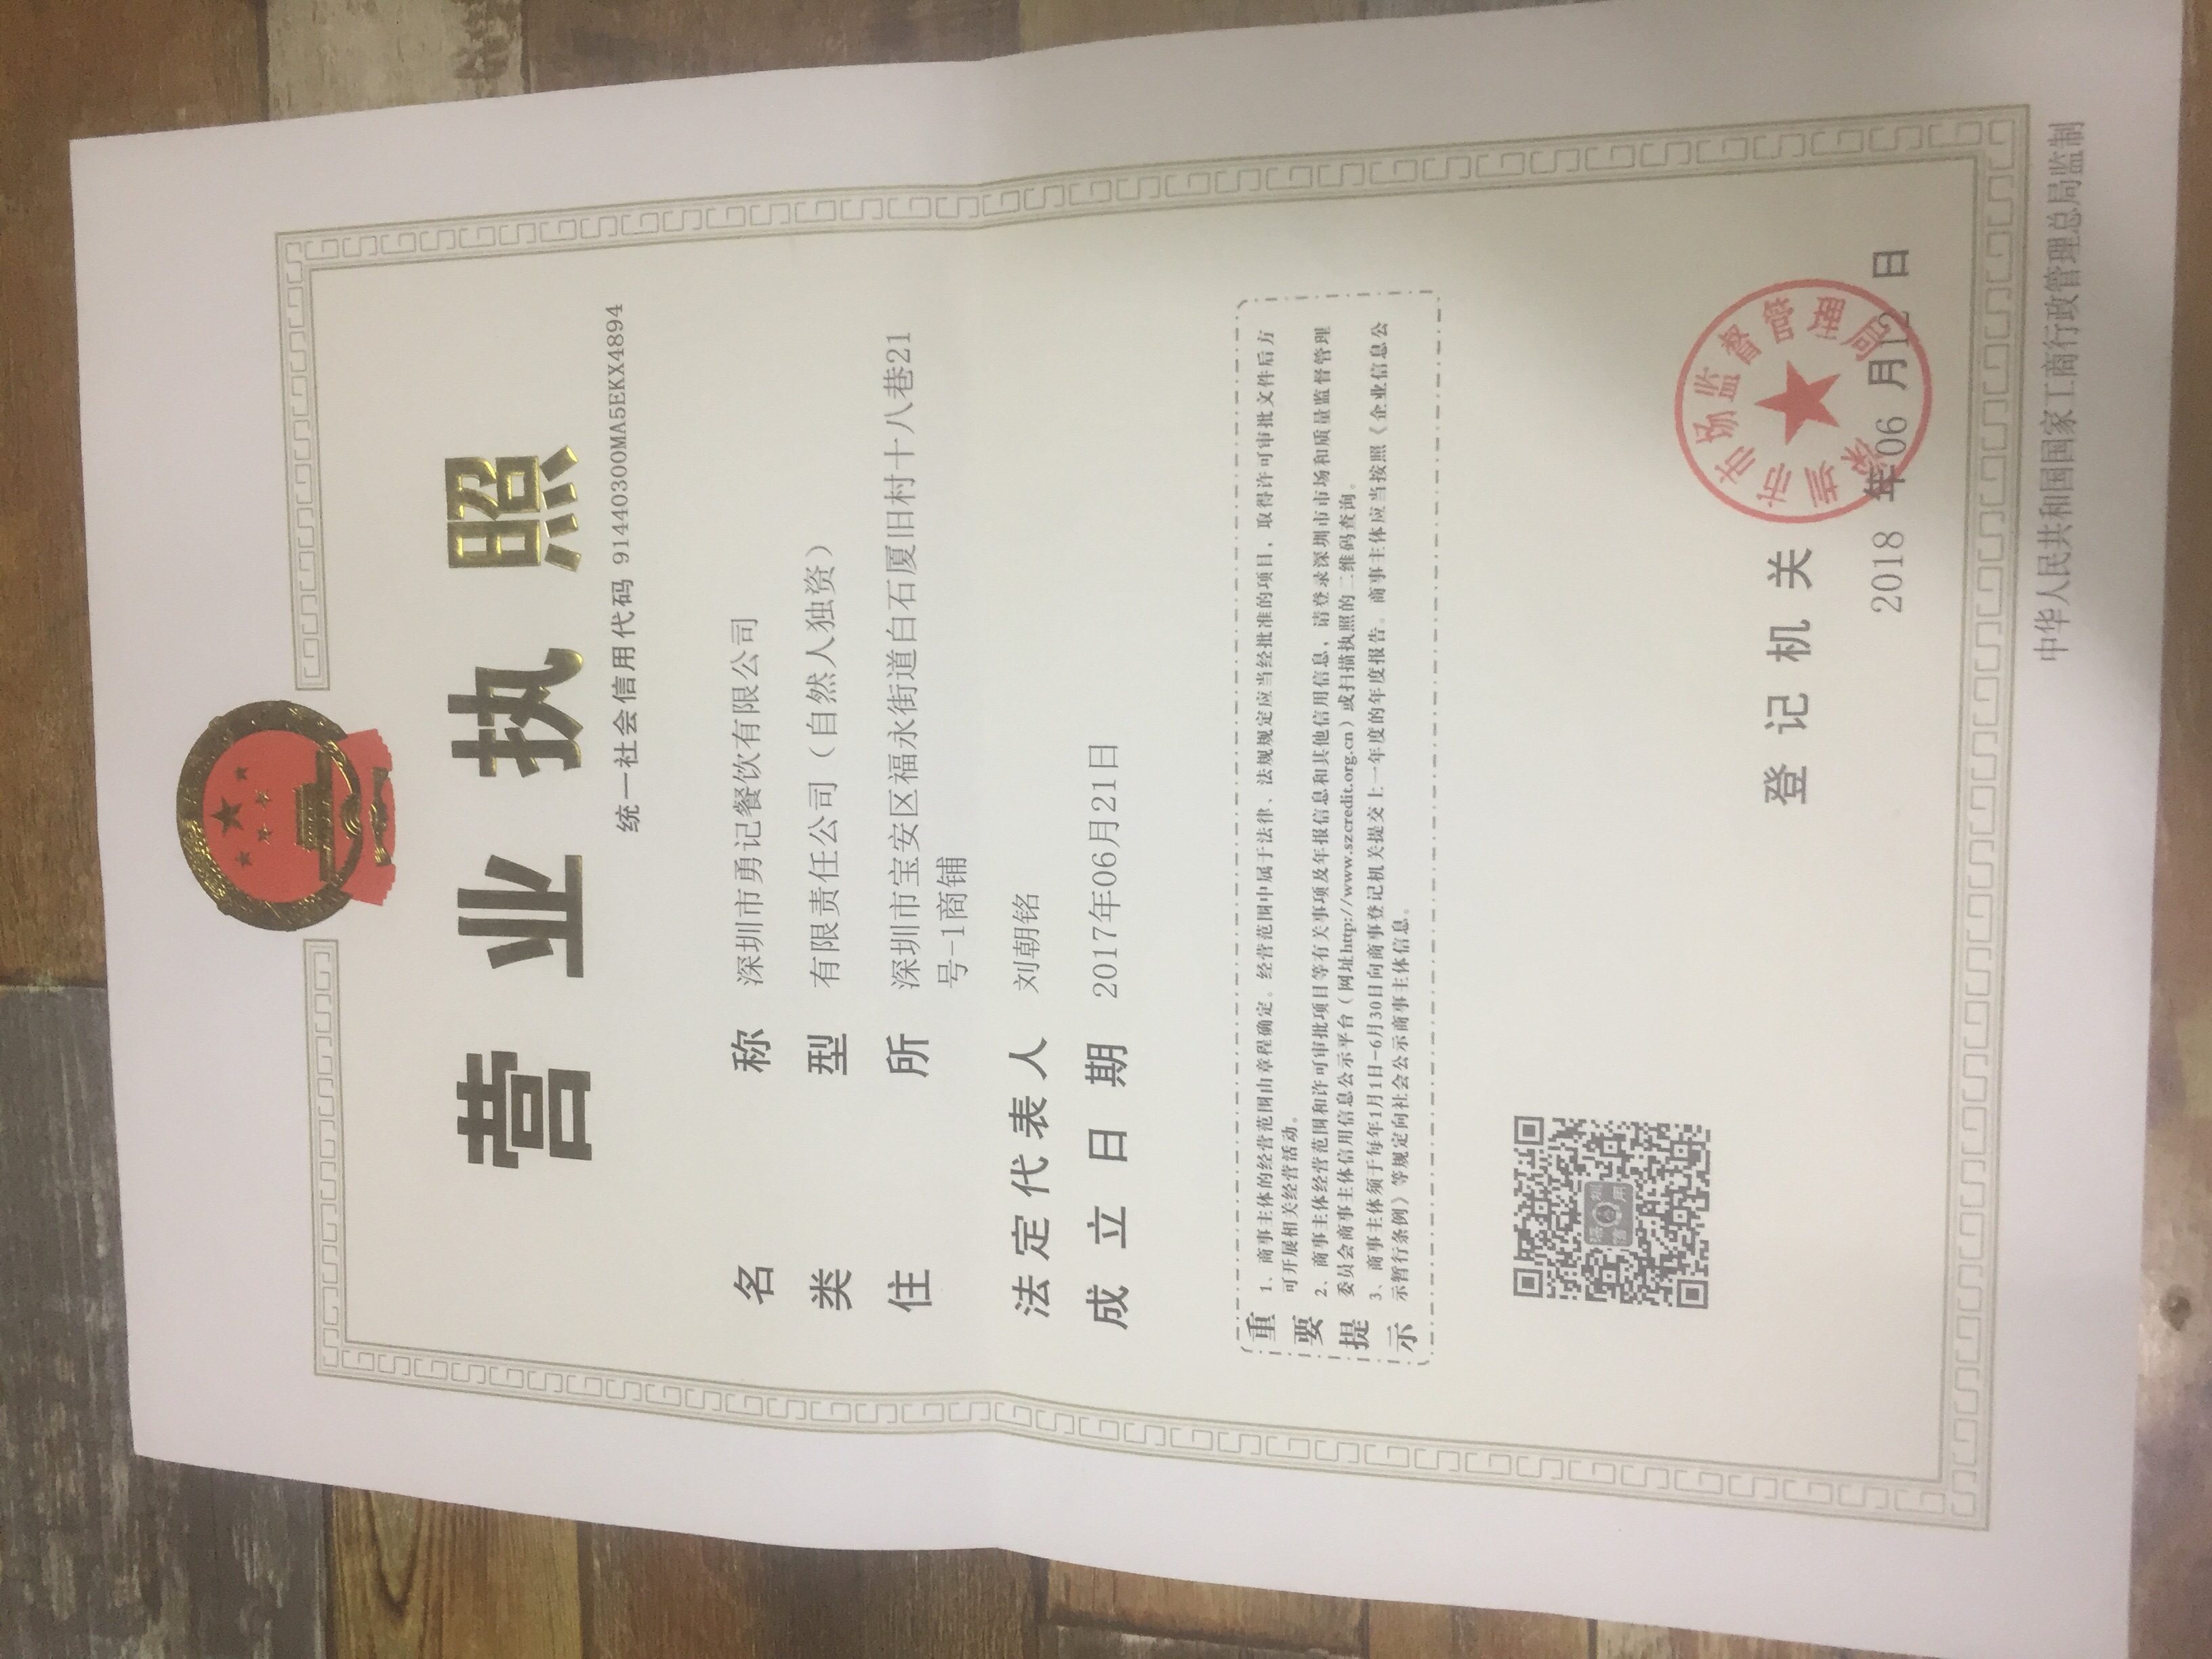 营业执照
统一社会信用代码 91440300MA5EKX4894
名称 深圳市勇记餐饮有限公司
类型 有限责任公司（自然人独资）
住所 深圳市宝安区福永街道白石厦旧村十八巷21
号-1商铺
法定代表人 刘朝铭
成立日期 2017年06月21日
重要提示
1、商事主体的经营范围由章程确定。经营范围中属于法律、法规规定应当经批准的项目，取得许可审批文件后方
可开展相关经营活动。
2、商事主体经营范围和许可审批项目等有关事项及年报信息和其他信用信息，请登录深圳市市场和质量监督管理
委员会商事主体信用信息公示平台（网址http://www.szcredit.org.cn）或扫描执照的二维码查询。
3、商事主体须于每年1月1日-6月30日向商事登记机关提交上一年度的年度报告。商事主体应当按照《企业信息公
示暂行条例》等规定向社会公示商事主体信息。
深圳
信用
登记机关
深圳市市场监督管理局
2018 年06 月12 日
中华人民共和国国家工商行政管理总局监制